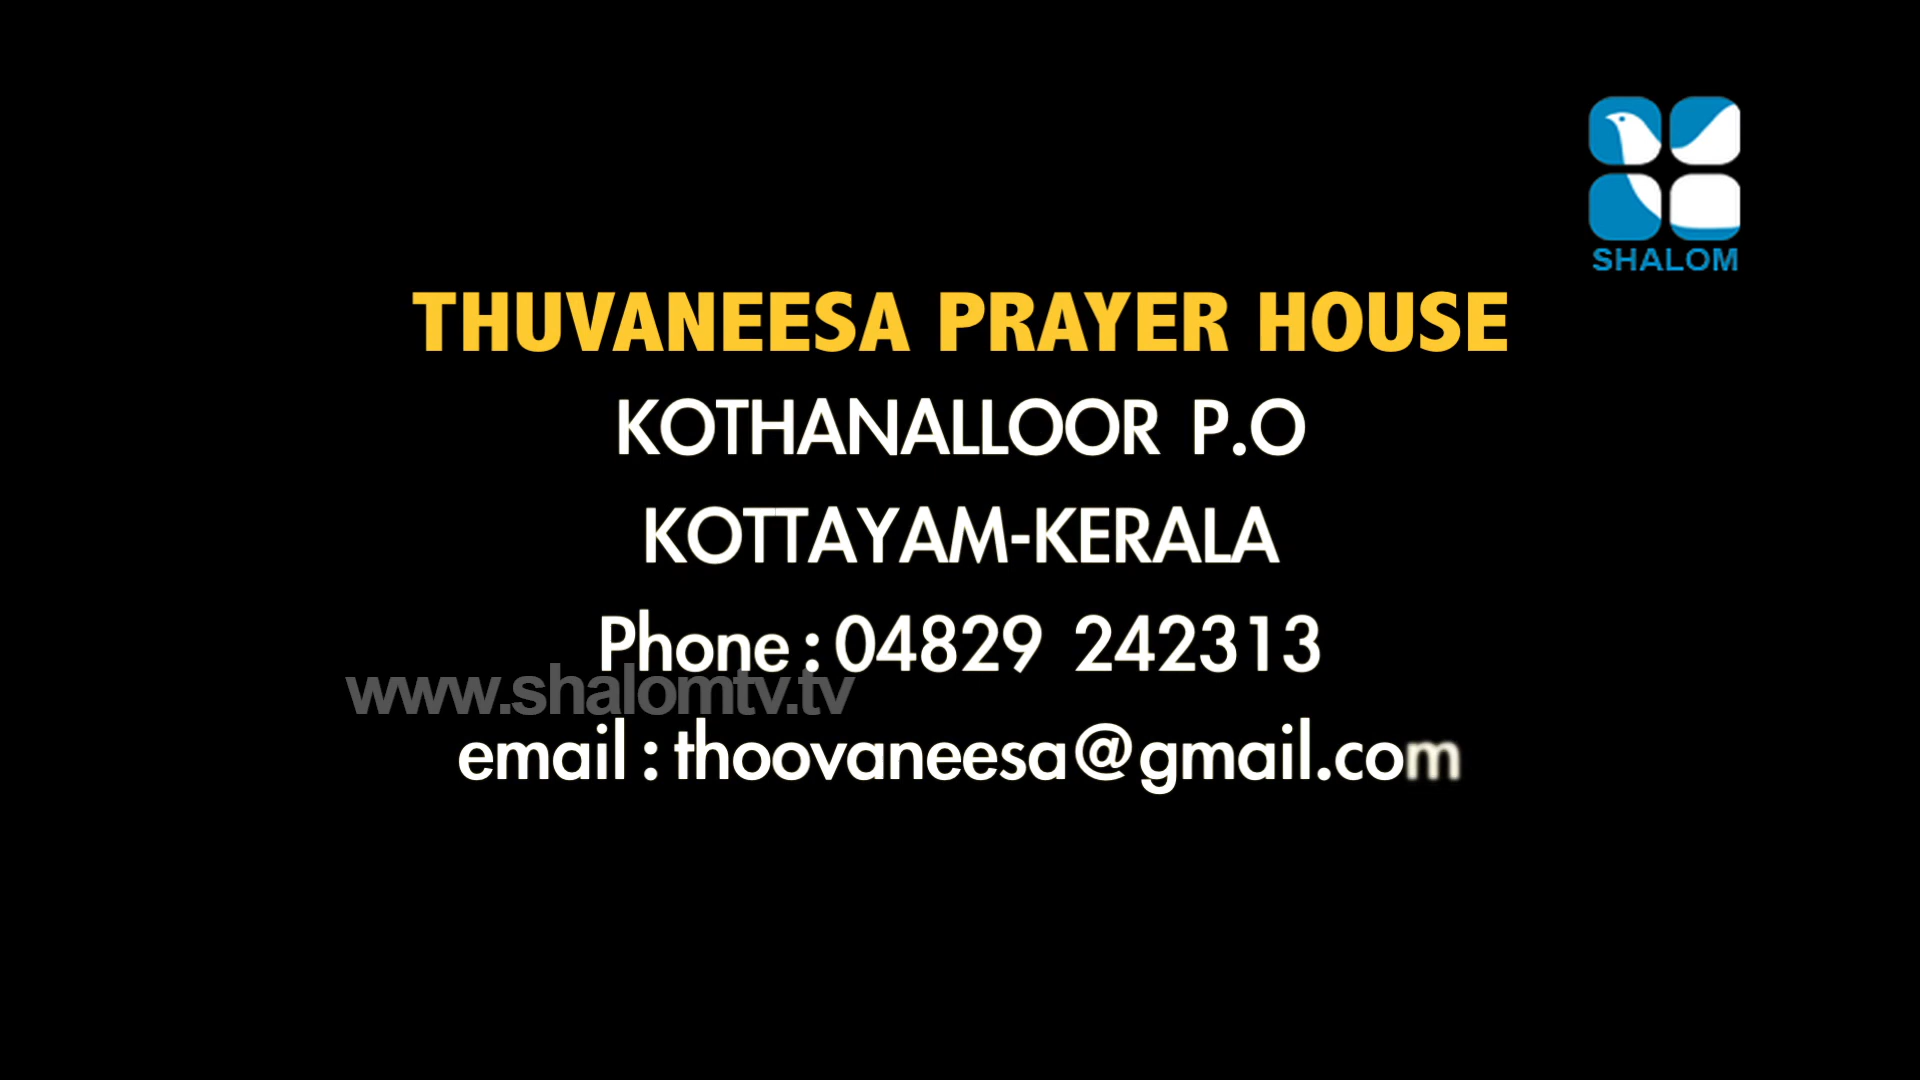 SHALOM
THUVANEESA PRAYER HOUSE
KOTHANALLOOR P.O
KOTTAYAM-KERALA
Phone : 04829 242313
www.shalomtv.tv
email : thoovaneesa@gmail.com